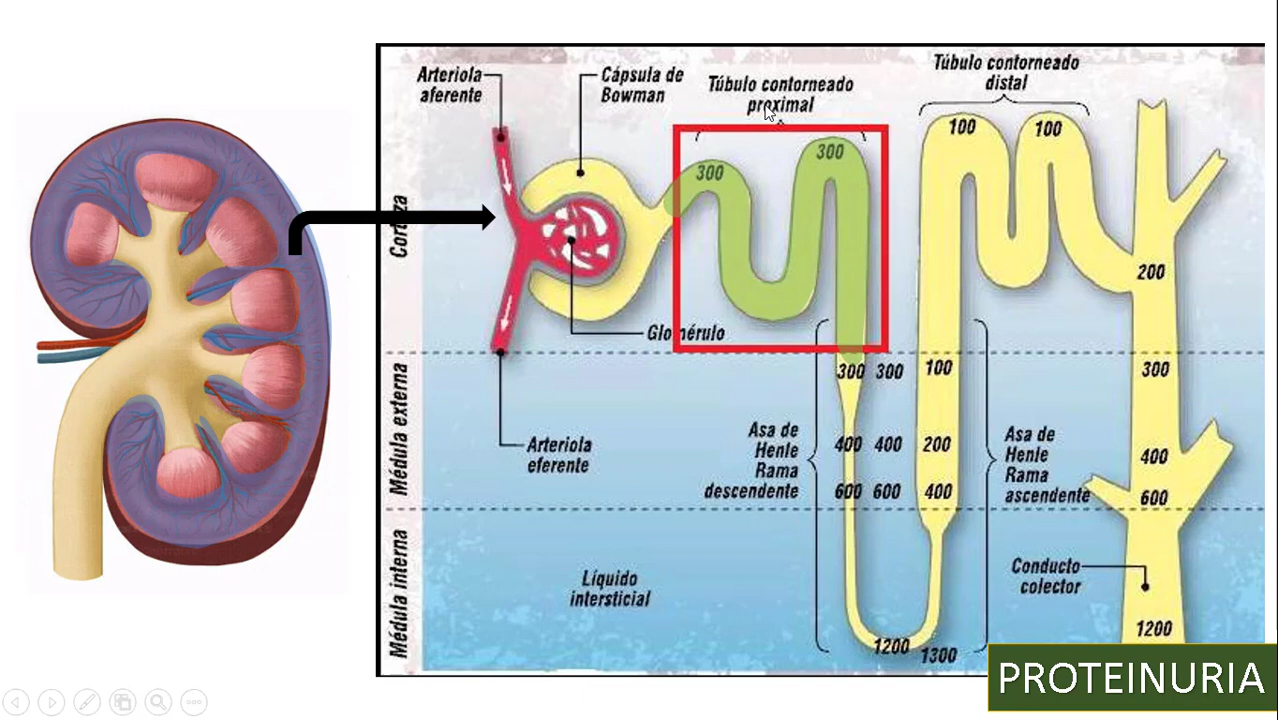 Arteriola
aferente
Cápsula de
Bowman
Túbulo contorneado
proximal
Túbulo contorneado
distal
300
300
100
100
Corteza
200
Glomérulo
Médula externa
300
300
100
300
Arteriola
eferente
Asa de
Henle
Rama
descendente
400
400
200
600
600
400
Asa de
Henle
Rama
ascendente
400
600
Médula interna
Líquido
intersticial
Conducto
colector
1200
1300
1200
PROTEINURIA